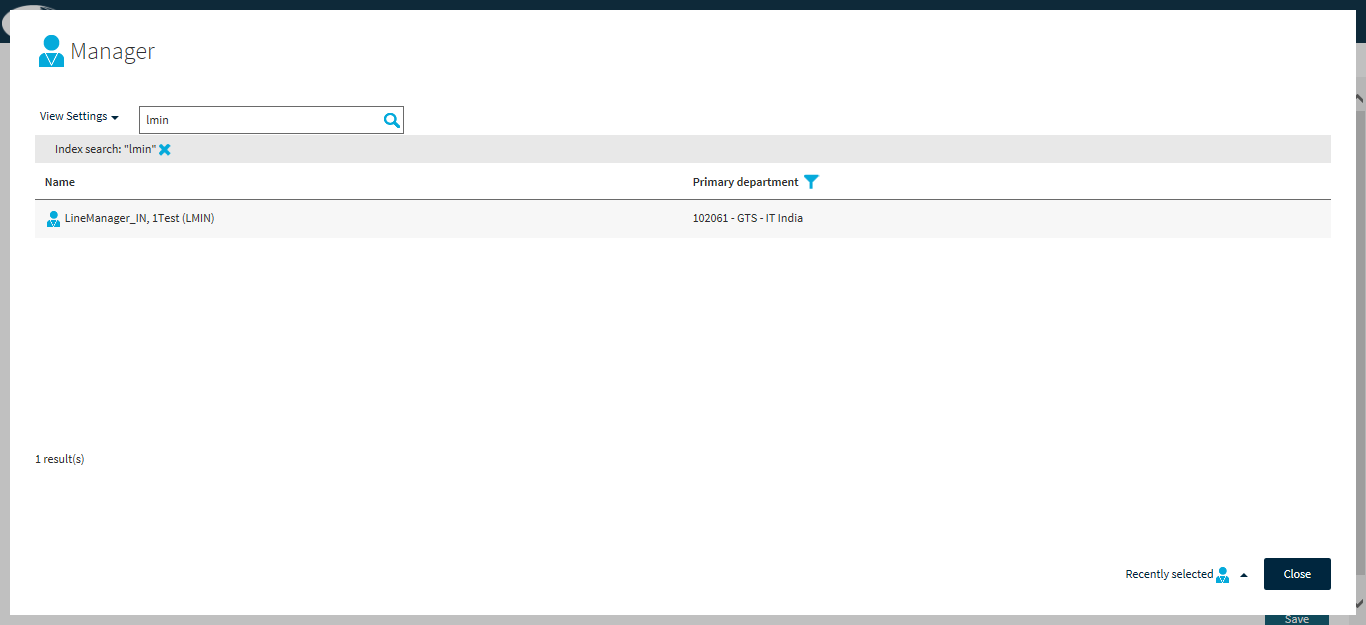 Manager
View Settings
lmin
Index search: "lmin"
Name Primary department
LineManager_IN, 1Test (LMIN) 102061 - GTS - IT India
1 result(s)
Recently selected Close
Save